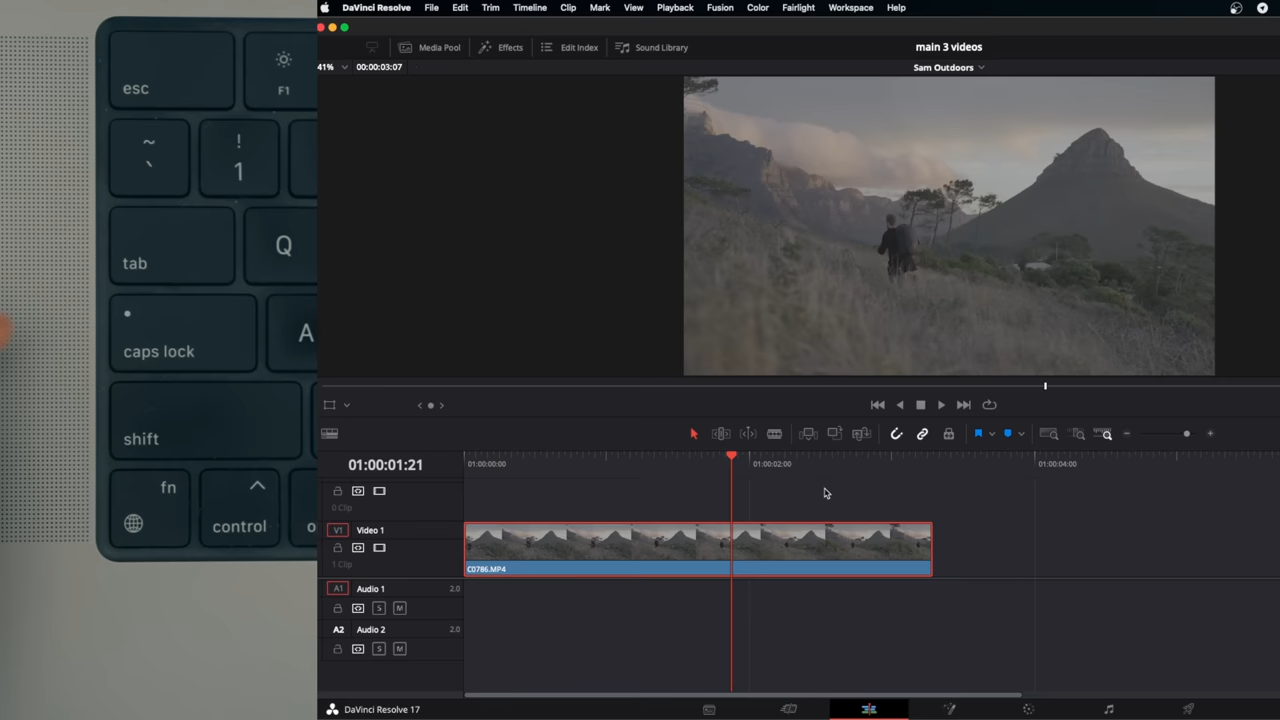 DaVinci Resolve File Edit Trim Timeline Clip Mark View Playback Fusion Color Fairlight Workspace Help
Media Pool Effects Edit Index Sound Library main 3 videos
41% 00:00:03:07 Sam Outdoors
esc
F1
~
`
!
1
tab
Q
caps lock
A
shift
fn
control
o
01:00:01:21
01:00:00:00 01:00:02:00 01:00:04:00
0 Clip
V1 Video 1
1 Clip
C0786.MP4
A1 Audio 1 2.0
S M
A2 Audio 2 2.0
S M
DaVinci Resolve 17